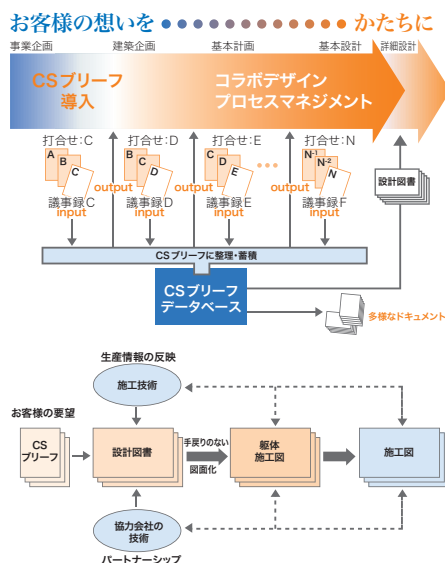 お客様の想いを かたちに
事業企画 建築企画 基本計画 基本設計 詳細設計
CSブリーフ
導入
コラボデザイン
プロセスマネジメント
打合せ:C 打合せ:D 打合せ:E 打合せ:N
A B C
B C D
C D E
N-1 N-2 N
output output output output
議事録C 議事録D 議事録E 議事録F
input input input input
設計図書
CSブリーフに整理・蓄積
CSブリーフ
データベース
多様なドキュメント
生産情報の反映
施工技術
お客様の要望
CS
ブリーフ
設計図書
手戻りのない
図面化
躯体
施工図
施工図
協力会社の
技術
パートナーシップ